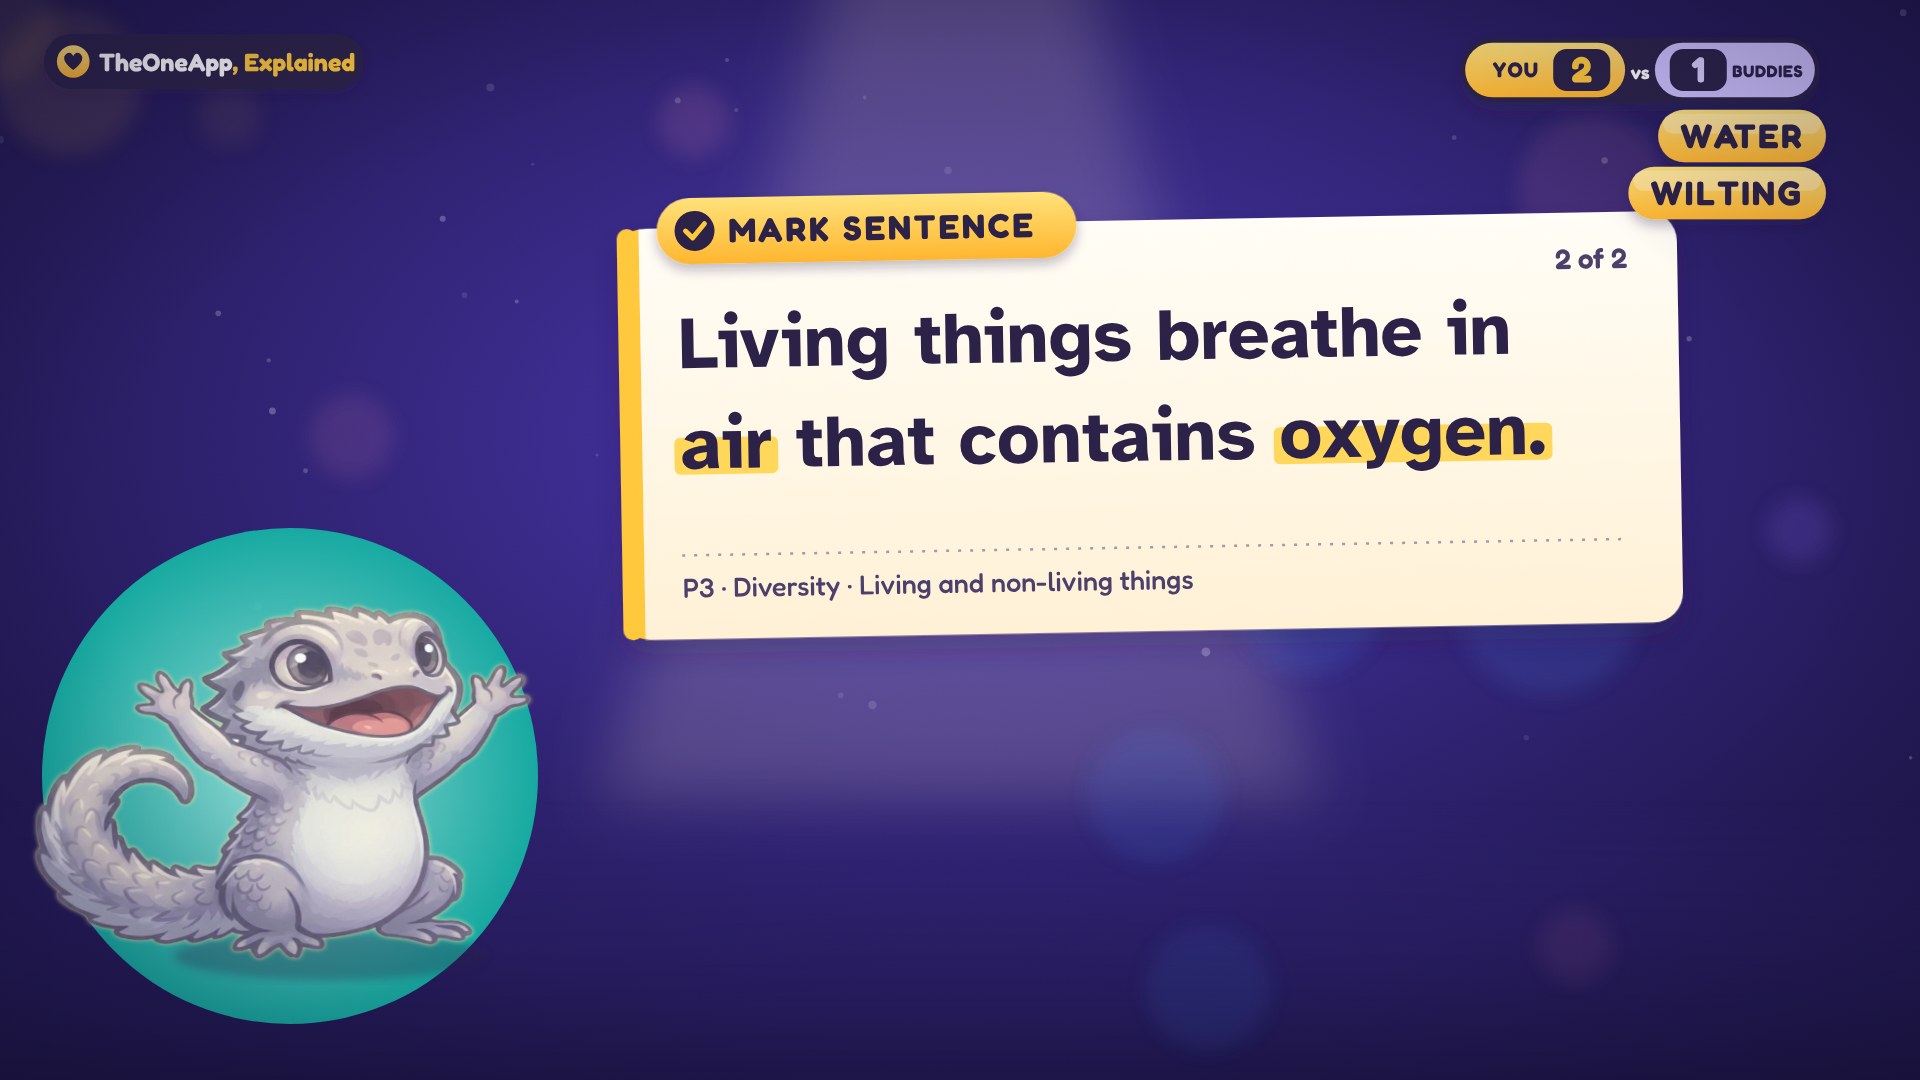 TheOneApp, Explained
YOU 2 vs 1 BUDDIES
WATER
WILTING
MARK SENTENCE
2 of 2
Living things breathe in
air that contains oxygen.
P3 · Diversity · Living and non-living things